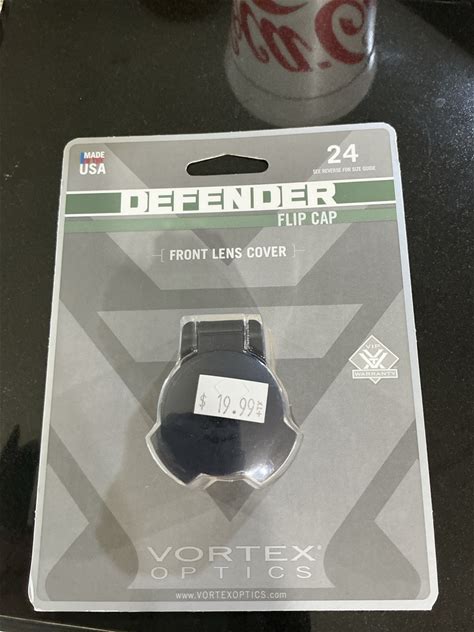 MADE
USA
24
SEE REVERSE FOR SIZE GUIDE
DEFENDER
FLIP CAP
FRONT LENS COVER
VIP
WARRANTY
$ 19.99
VORTEX®
OPTICS
www.VORTEXOPTICS.com